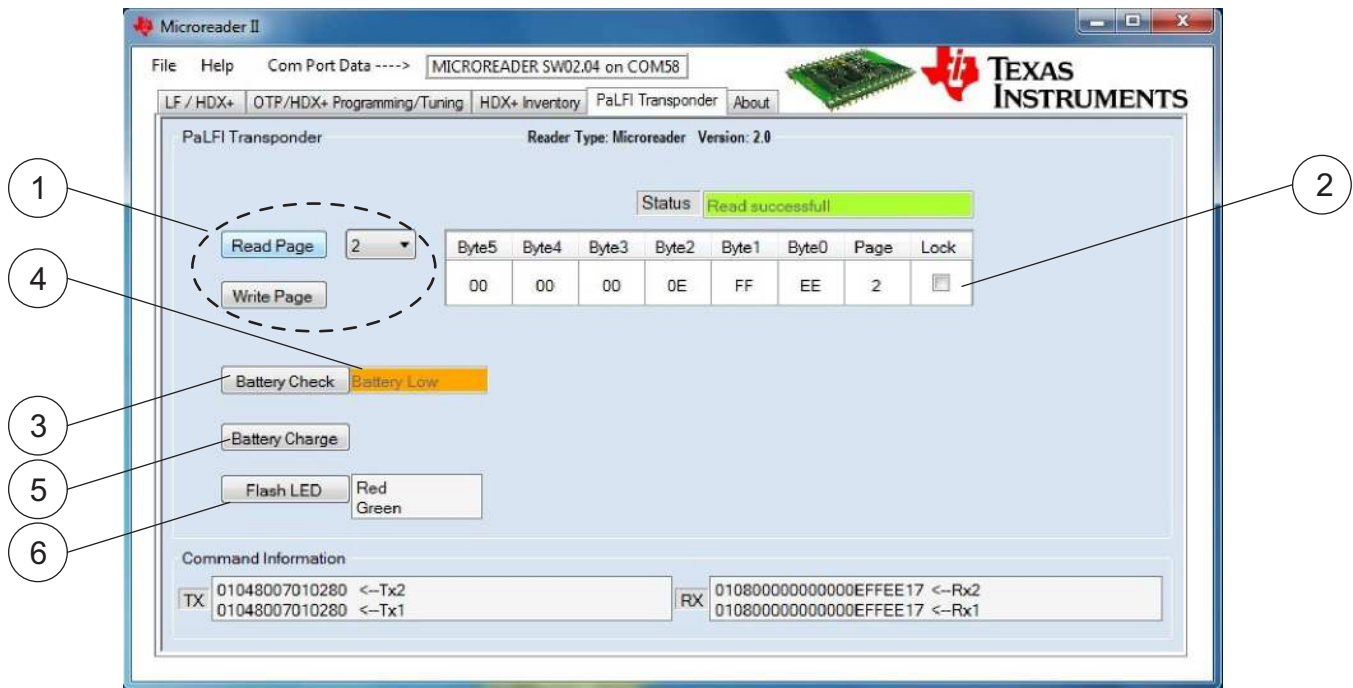 Microreader II
File Help Com Port Data ----> MICROREADER SW02.04 on COM58
TEXAS
INSTRUMENTS
LF / HDX+ OTP/HDX+ Programming/Tuning HDX+ Inventory PaLFI Transponder About
PaLFI Transponder Reader Type: Microreader Version: 2.0
1
2
Status Read successfull
Read Page 2
Byte5 Byte4 Byte3 Byte2 Byte1 Byte0 Page Lock
00 00 00 0E FF EE 2
4
Write Page
Battery Check Battery Low
3
Battery Charge
5
Flash LED Red
Green
6
Command Information
TX 01048007010280 <--Tx2
01048007010280 <--Tx1
RX 010800000000000EFFEE17 <--Rx2
010800000000000EFFEE17 <--Rx1